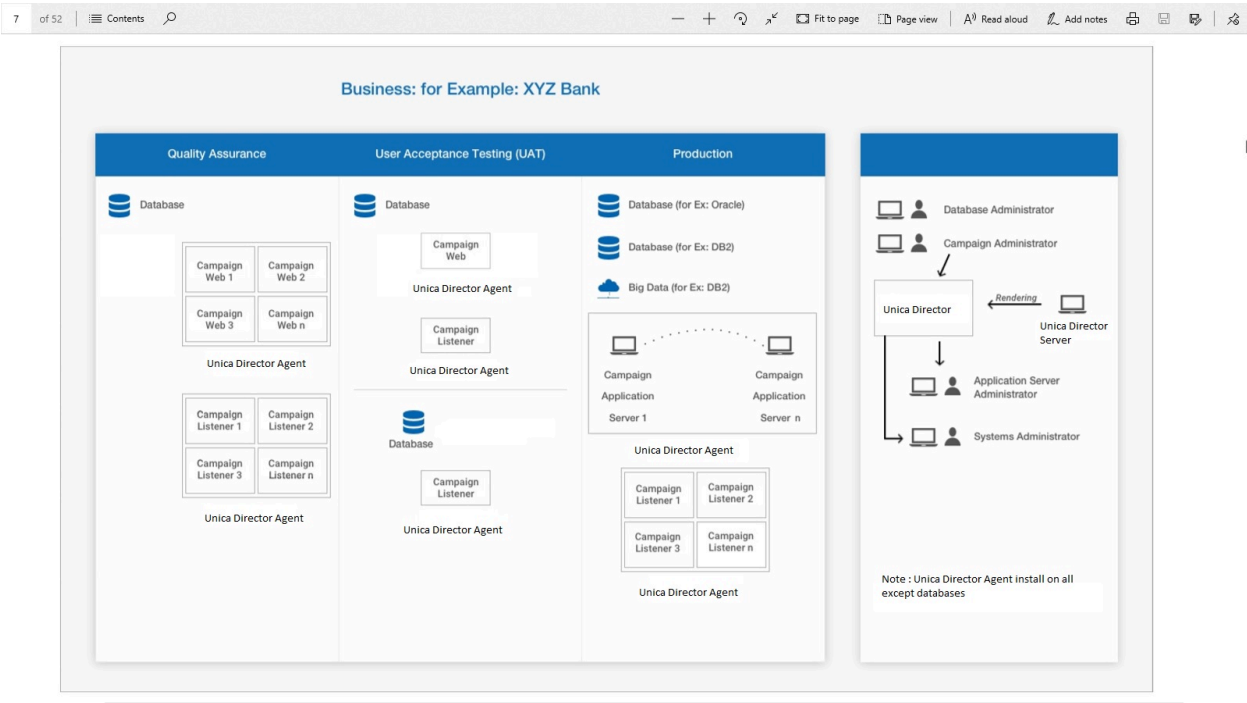 7 of 52 Contents Fit to page Page view Read aloud Add notes
Business: for Example: XYZ Bank
Quality Assurance
Database
Campaign
Web 1
Campaign
Web 2
Campaign
Web 3
Campaign
Web n
Unica Director Agent
Campaign
Listener 1
Campaign
Listener 2
Campaign
Listener 3
Campaign
Listener n
Unica Director Agent
User Acceptance Testing (UAT)
Database
Campaign
Web
Unica Director Agent
Campaign
Listener
Unica Director Agent
Database
Campaign
Listener
Unica Director Agent
Production
Database (for Ex: Oracle)
Database (for Ex: DB2)
Big Data (for Ex: DB2)
Campaign
Application
Server 1
Campaign
Application
Server n
Unica Director Agent
Campaign
Listener 1
Campaign
Listener 2
Campaign
Listener 3
Campaign
Listener n
Unica Director Agent
Database Administrator
Campaign Administrator
Unica Director
Rendering
Unica Director
Server
Application Server
Administrator
Systems Administrator
Note : Unica Director Agent install on all
except databases